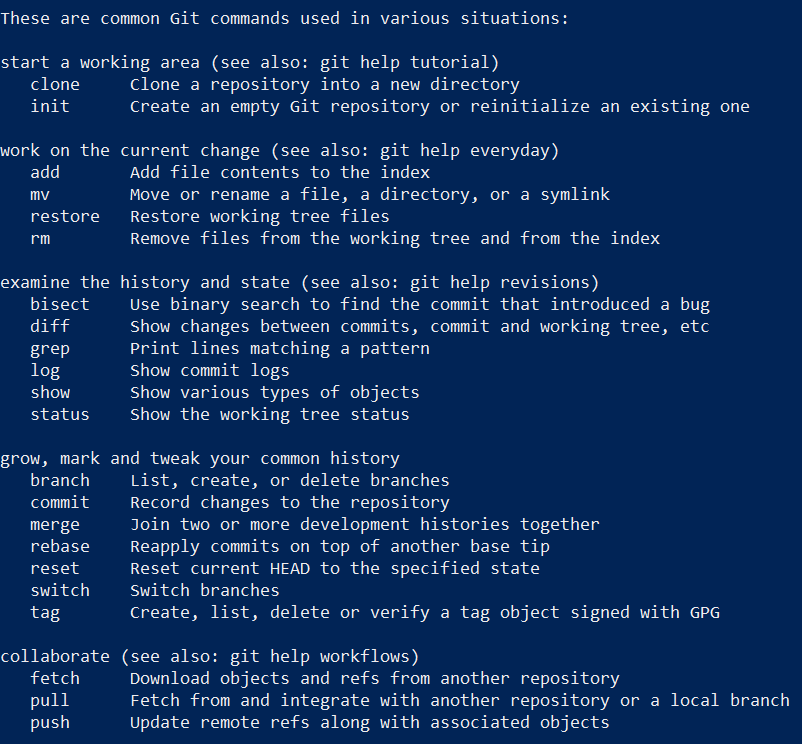 These are common Git commands used in various situations:

start a working area (see also: git help tutorial)
   clone     Clone a repository into a new directory
   init      Create an empty Git repository or reinitialize an existing one

work on the current change (see also: git help everyday)
   add       Add file contents to the index
   mv        Move or rename a file, a directory, or a symlink
   restore   Restore working tree files
   rm        Remove files from the working tree and from the index

examine the history and state (see also: git help revisions)
   bisect    Use binary search to find the commit that introduced a bug
   diff      Show changes between commits, commit and working tree, etc
   grep      Print lines matching a pattern
   log       Show commit logs
   show      Show various types of objects
   status    Show the working tree status

grow, mark and tweak your common history
   branch    List, create, or delete branches
   commit    Record changes to the repository
   merge     Join two or more development histories together
   rebase    Reapply commits on top of another base tip
   reset     Reset current HEAD to the specified state
   switch    Switch branches
   tag       Create, list, delete or verify a tag object signed with GPG

collaborate (see also: git help workflows)
   fetch     Download objects and refs from another repository
   pull      Fetch from and integrate with another repository or a local branch
   push      Update remote refs along with associated objects